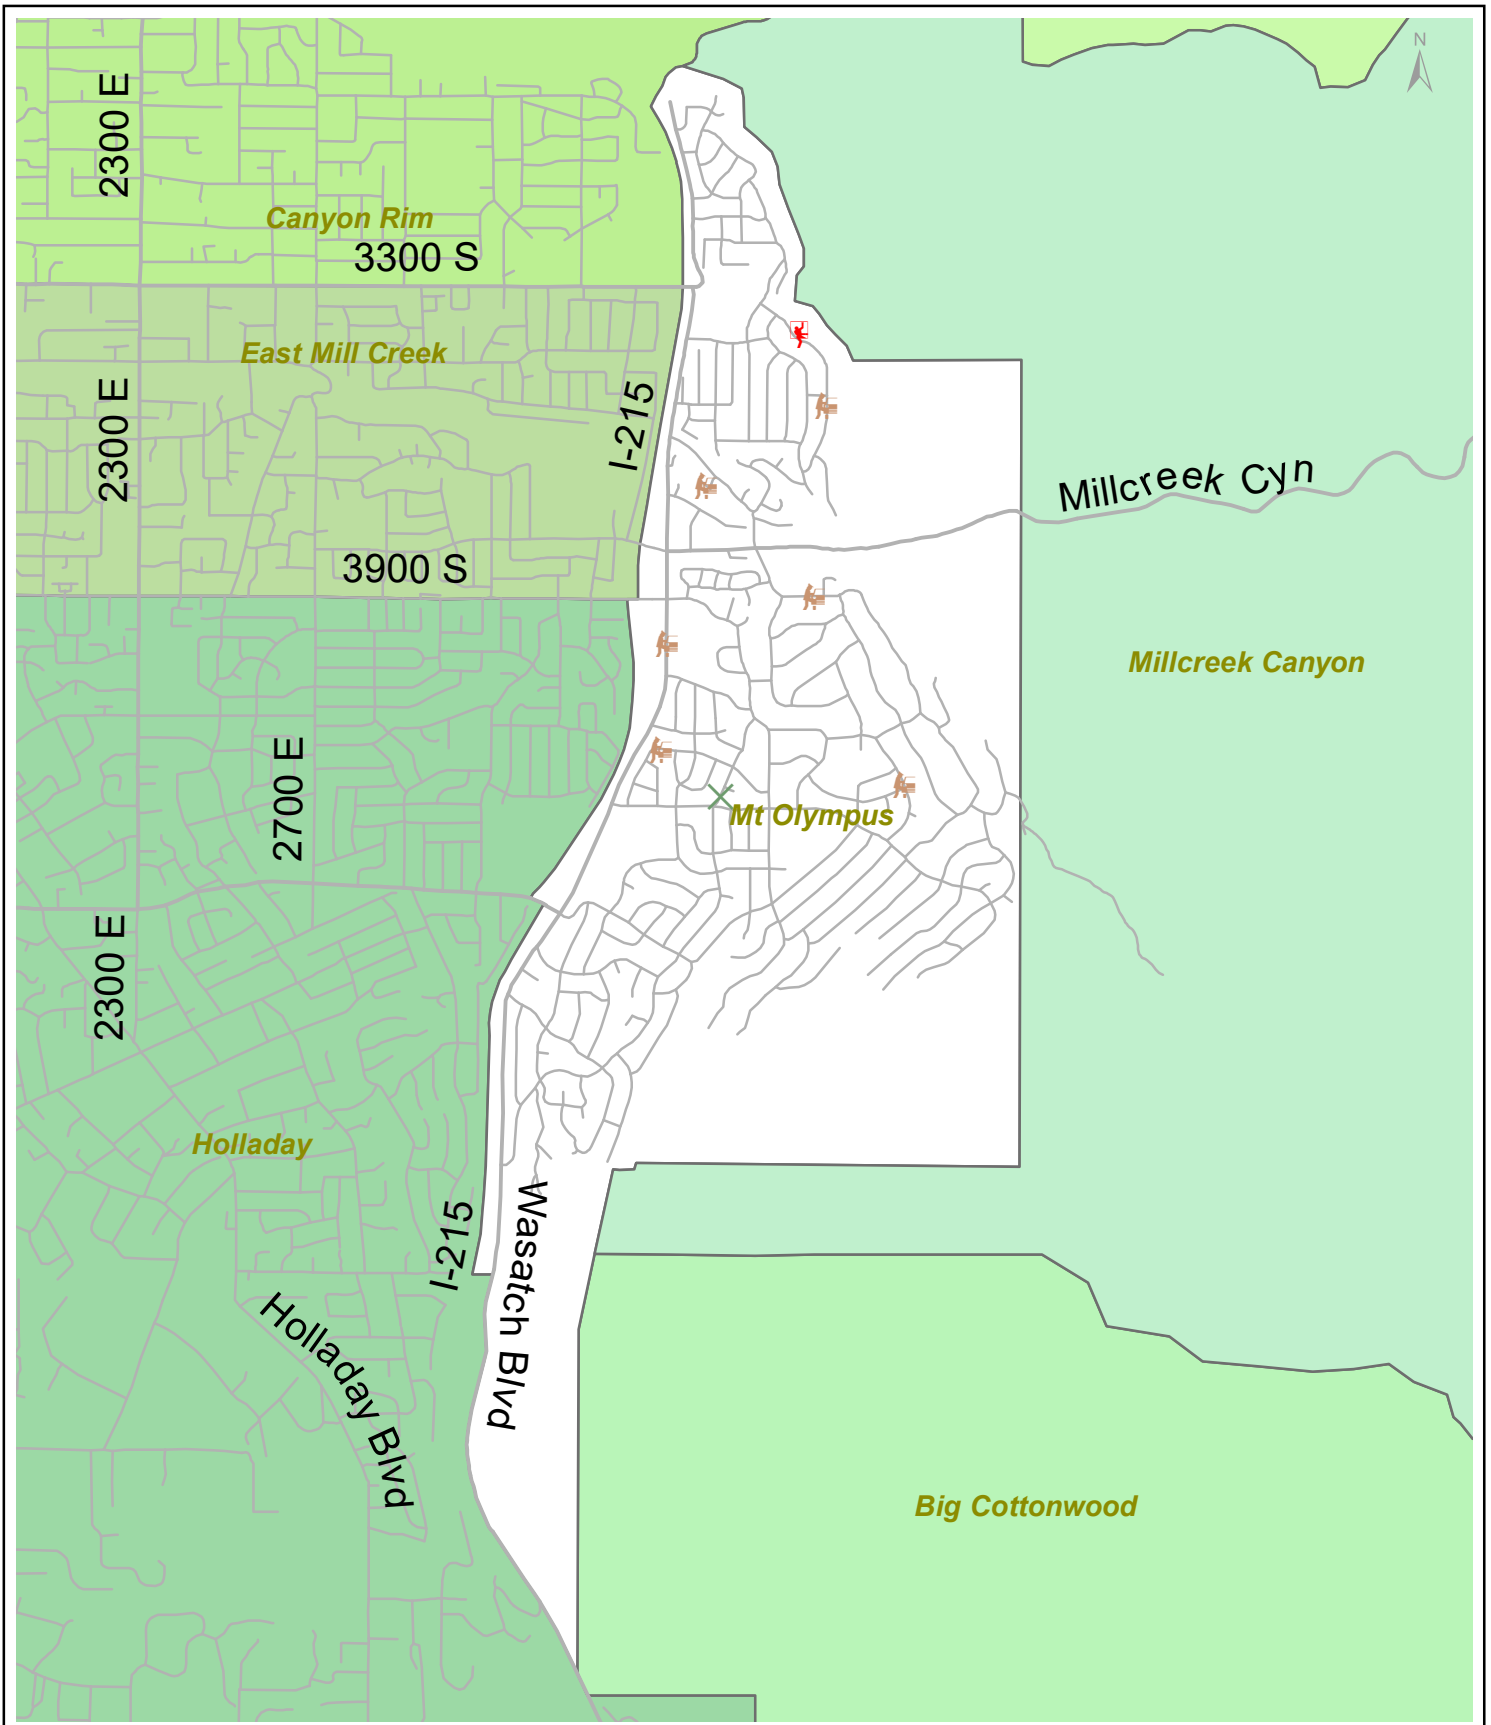 N
2300 E
Canyon Rim
3300 S
East Mill Creek
2300 E
I-215
Millcreek Cyn
3900 S
Millcreek Canyon
2700 E
Mt Olympus
2300 E
Holladay
I-215
Wasatch Blvd
Holladay Blvd
Big Cottonwood